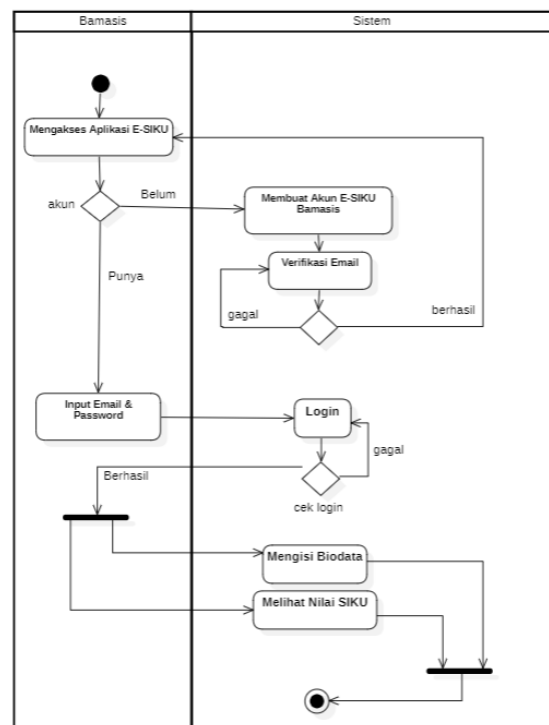 Bamasis
Sistem
Mengakses Aplikasi E-SIKU
akun
Belum
Membuat Akun E-SIKU
Bamasis
Verifikasi Email
Punya
gagal
berhasil
Input Email &
Password
Login
gagal
Berhasil
cek login
Mengisi Biodata
Melihat Nilai SIKU